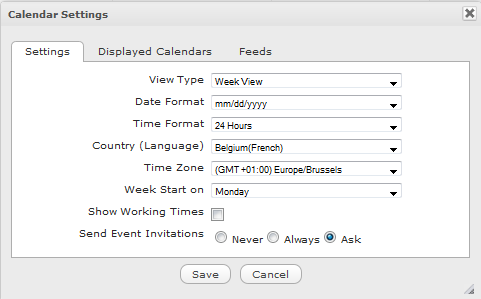 Calendar Settings
Settings Displayed Calendars Feeds
View Type Week View
Date Format mm/dd/yyyy
Time Format 24 Hours
Country (Language) Belgium(French)
Time Zone (GMT +01:00) Europe/Brussels
Week Start on Monday
Show Working Times
Send Event Invitations Never Always Ask
Save Cancel